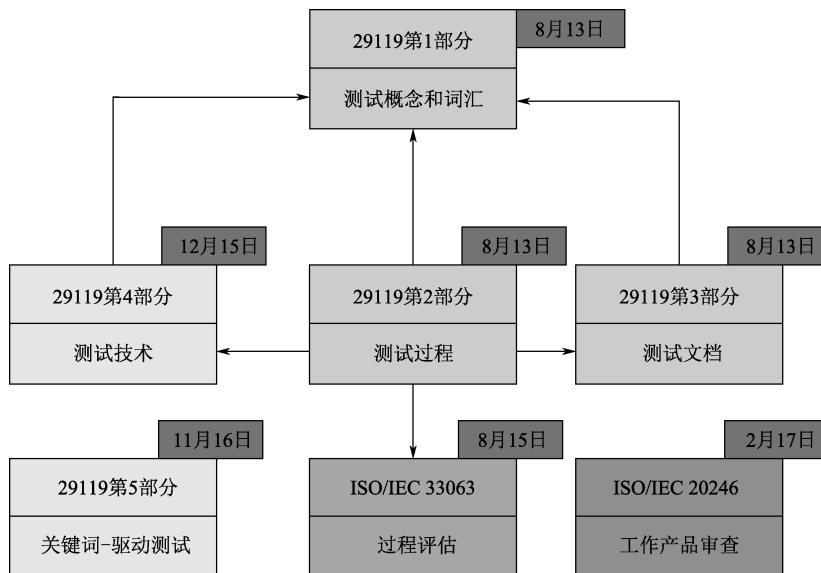 8月13日
29119第1部分
测试概念和词汇
12月15日
8月13日
8月13日
29119第4部分
29119第2部分
29119第3部分
测试技术
测试过程
测试文档
11月16日
8月15日
2月17日
29119第5部分
ISO/IEC 33063
ISO/IEC 20246
关键词-驱动测试
过程评估
工作产品审查